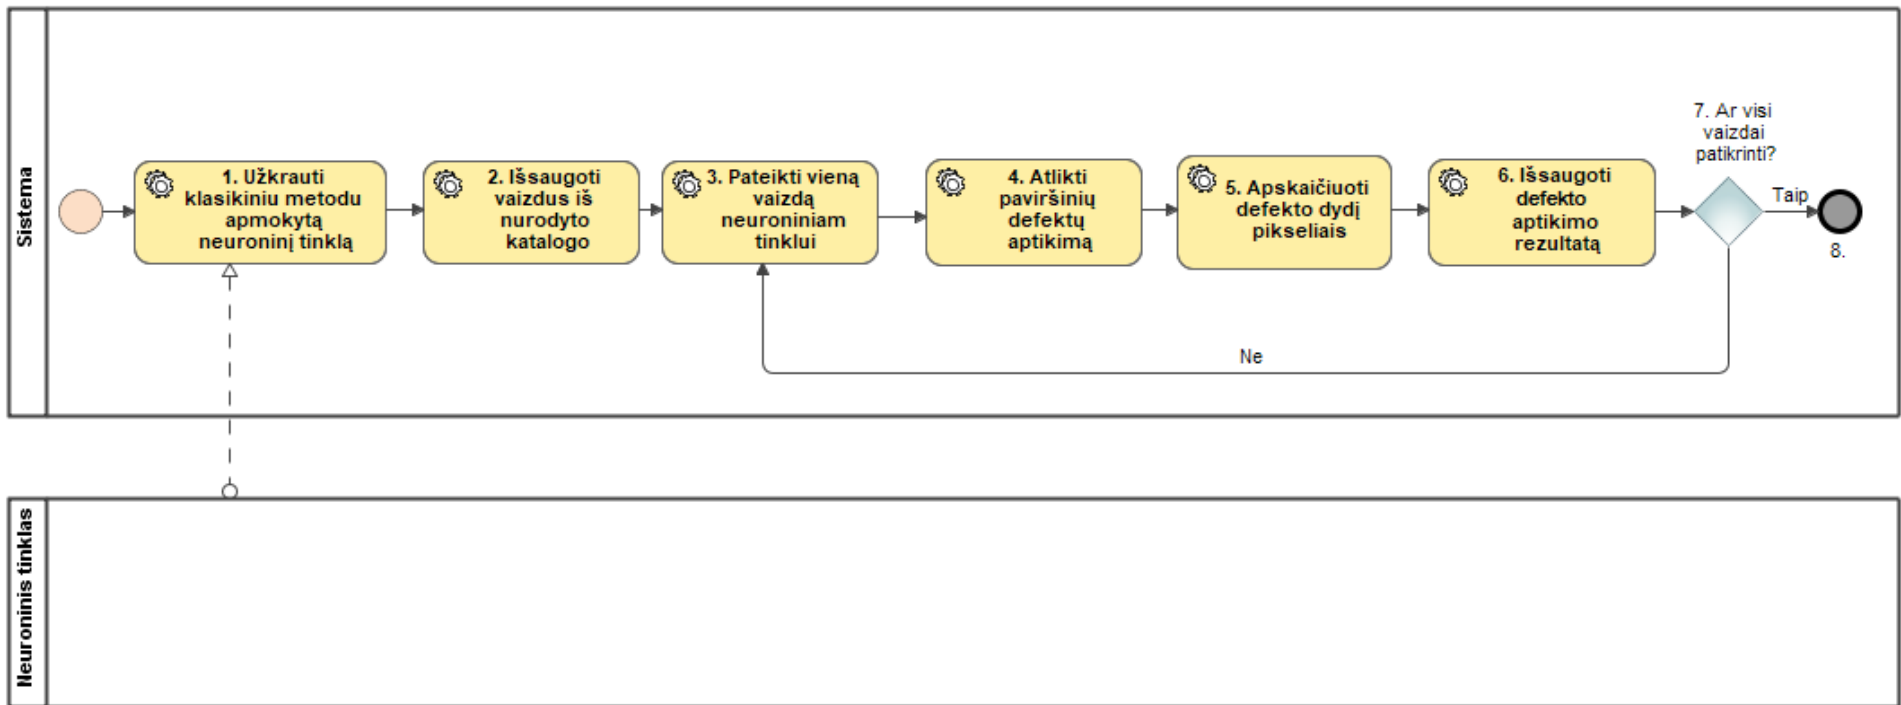 Sistema
1. Užkrauti
klasikiniu metodu
apmokytą
neuroninį tinklą
2. Išsaugoti
vaizdus iš
nurodyto
katalogo
3. Pateikti vieną
vaizdą
neuroniniam
tinklui
4. Atlikti
paviršinių
defektų
aptikimą
5. Apskaičiuoti
defekto dydį
pikseliais
6. Išsaugoti
defekto
aptikimo
rezultatą
7. Ar visi
vaizdai
patikrinti?
Taip
8.
Ne
Neuroninis tinklas